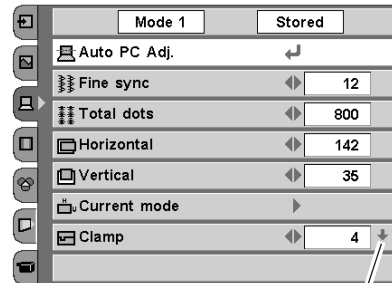 Mode 1 Stored
Auto PC Adj.
Fine sync 12
Total dots 800
Horizontal 142
Vertical 35
H V Current mode
Clamp 4